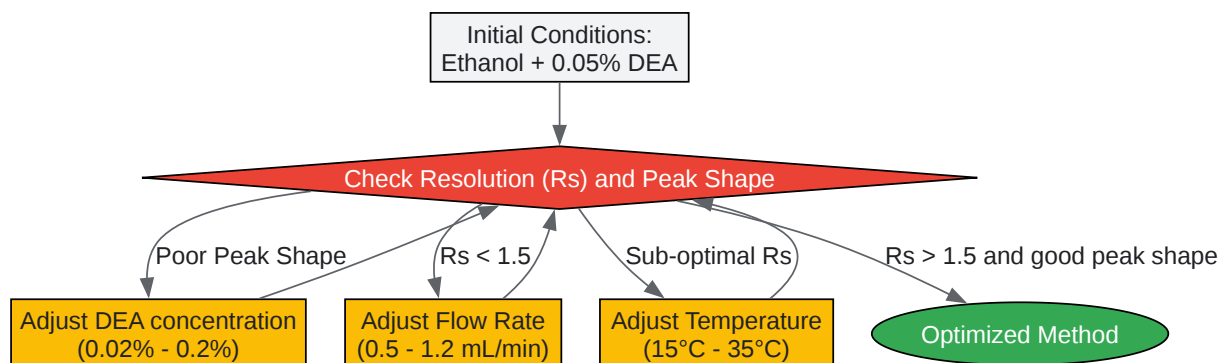 Initial Conditions:
Ethanol + 0.05% DEA
Check Resolution (Rs) and Peak Shape
Poor Peak Shape
Rs < 1.5
Sub-optimal Rs
Rs > 1.5 and good peak shape
Adjust DEA concentration
(0.02% - 0.2%)
Adjust Flow Rate
(0.5 - 1.2 mL/min)
Adjust Temperature
(15°C - 35°C)
Optimized Method